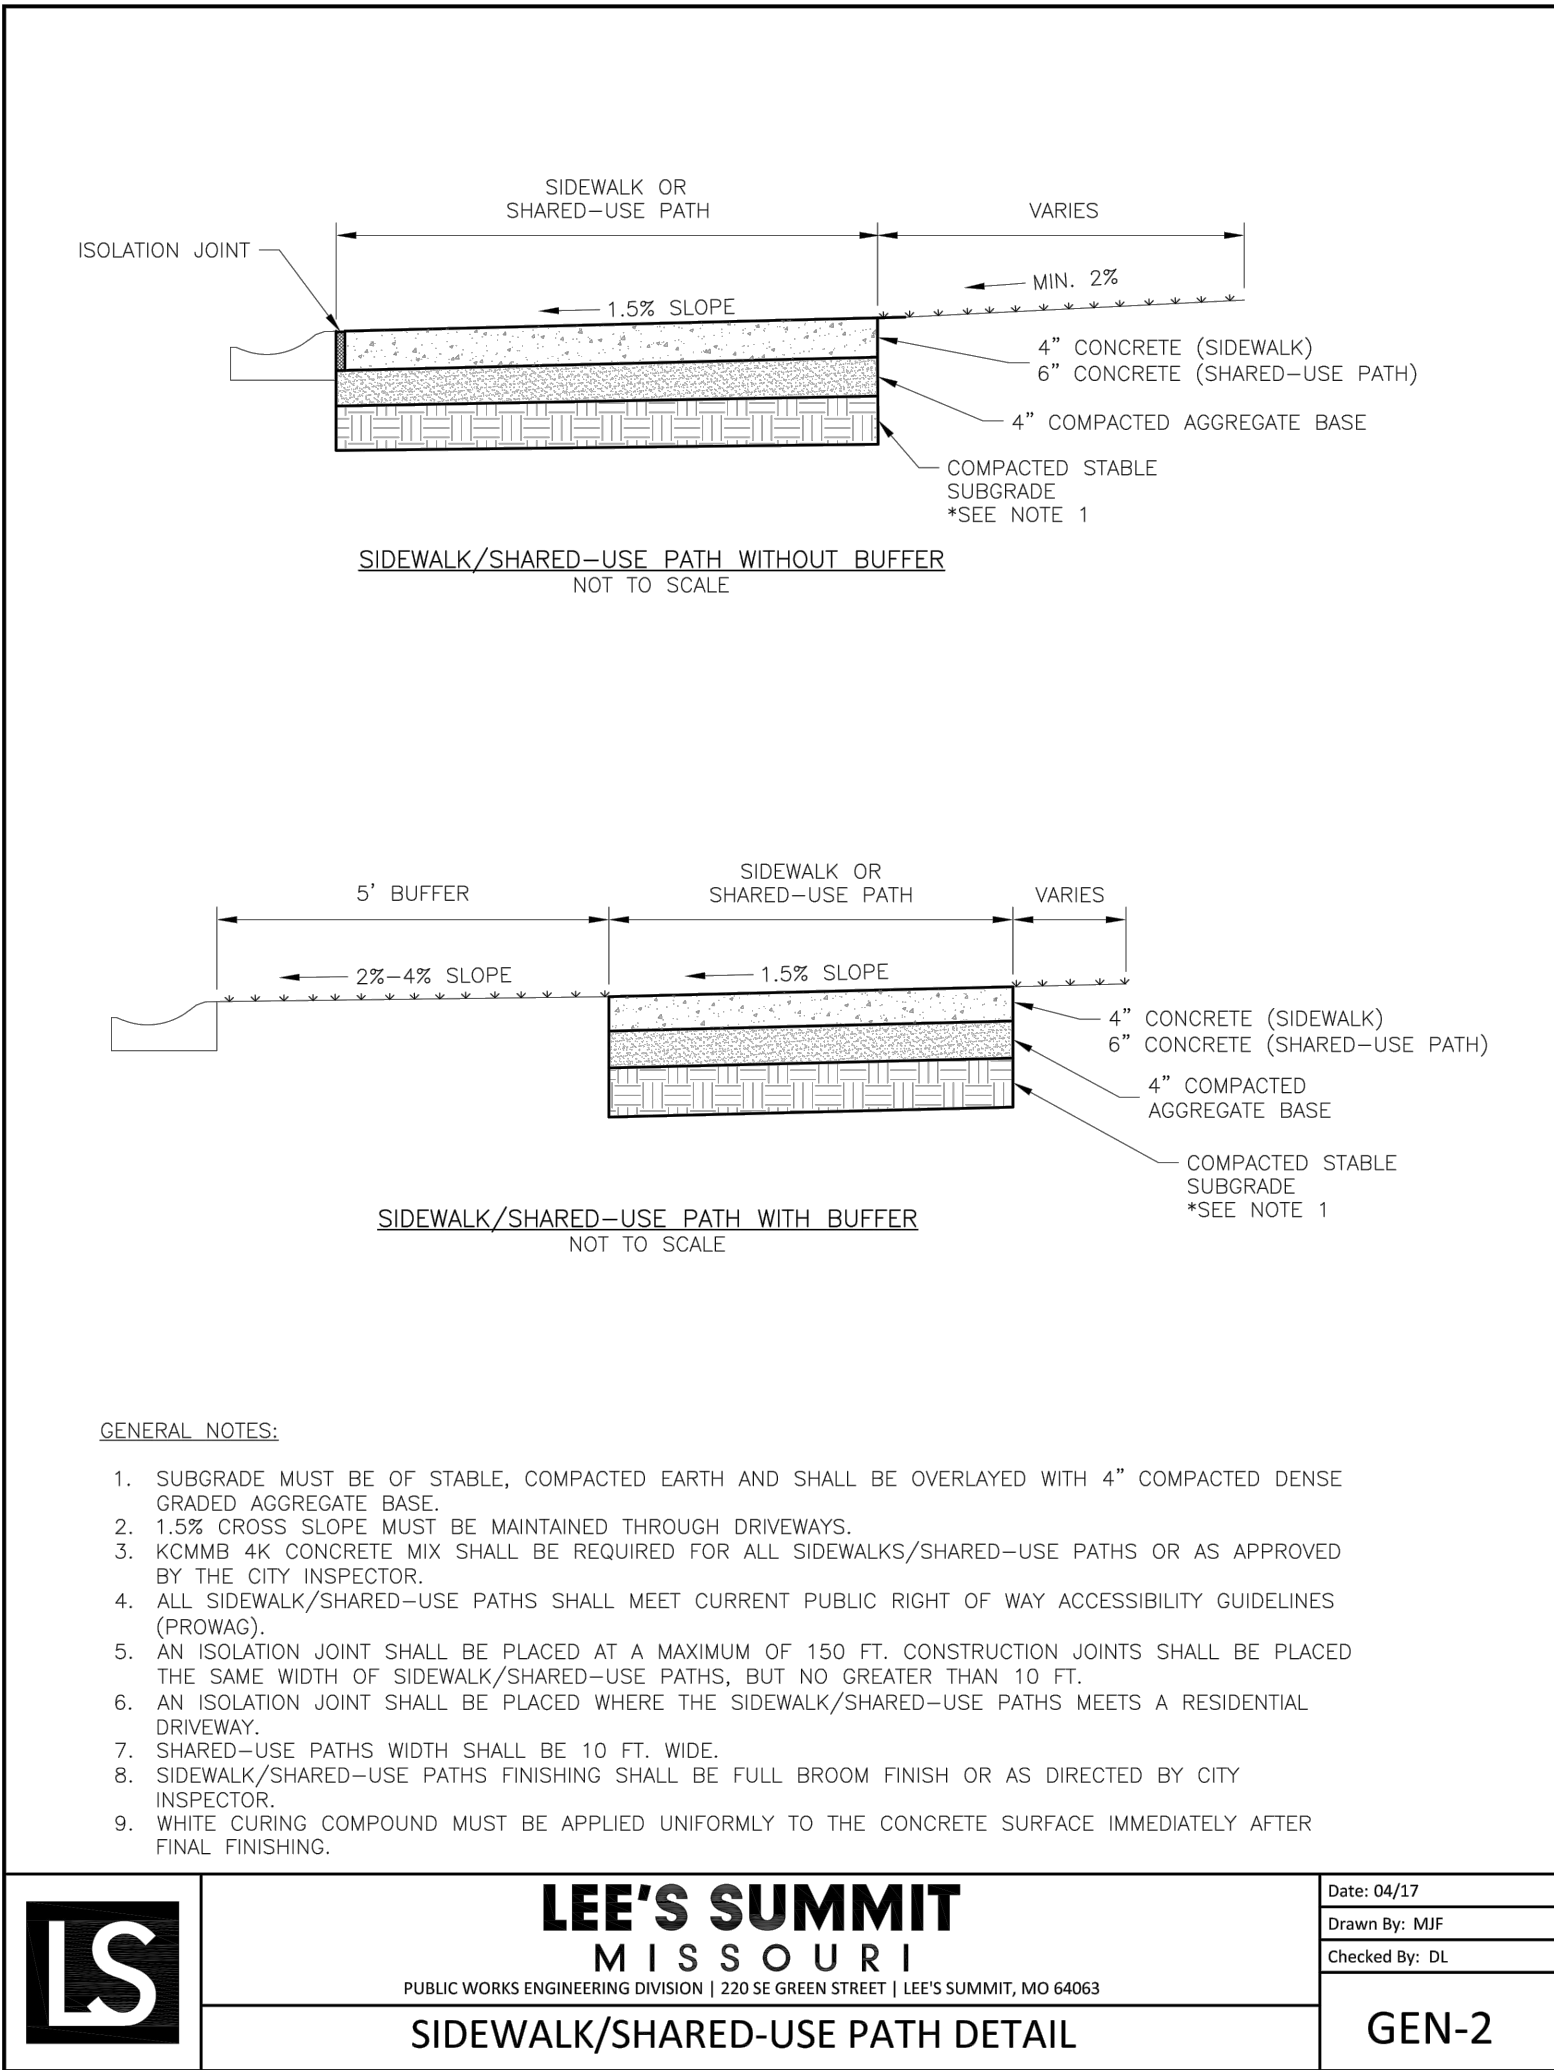 SIDEWALK OR
SHARED-USE PATH
VARIES
ISOLATION JOINT
MIN. 2%
1.5% SLOPE
4" CONCRETE (SIDEWALK)
6" CONCRETE (SHARED-USE PATH)
4" COMPACTED AGGREGATE BASE
COMPACTED STABLE
SUBGRADE
*SEE NOTE 1
SIDEWALK/SHARED-USE PATH WITHOUT BUFFER
NOT TO SCALE
SIDEWALK OR
SHARED-USE PATH
5' BUFFER
VARIES
2%-4% SLOPE
1.5% SLOPE
4" CONCRETE (SIDEWALK)
6" CONCRETE (SHARED-USE PATH)
4" COMPACTED
AGGREGATE BASE
COMPACTED STABLE
SUBGRADE
*SEE NOTE 1
SIDEWALK/SHARED-USE PATH WITH BUFFER
NOT TO SCALE
GENERAL NOTES:
1. SUBGRADE MUST BE OF STABLE, COMPACTED EARTH AND SHALL BE OVERLAYED WITH 4" COMPACTED DENSE
GRADED AGGREGATE BASE.
2. 1.5% CROSS SLOPE MUST BE MAINTAINED THROUGH DRIVEWAYS.
3. KCMMB 4K CONCRETE MIX SHALL BE REQUIRED FOR ALL SIDEWALKS/SHARED-USE PATHS OR AS APPROVED
BY THE CITY INSPECTOR.
4. ALL SIDEWALK/SHARED-USE PATHS SHALL MEET CURRENT PUBLIC RIGHT OF WAY ACCESSIBILITY GUIDELINES
(PROWAG).
5. AN ISOLATION JOINT SHALL BE PLACED AT A MAXIMUM OF 150 FT. CONSTRUCTION JOINTS SHALL BE PLACED
THE SAME WIDTH OF SIDEWALK/SHARED-USE PATHS, BUT NO GREATER THAN 10 FT.
6. AN ISOLATION JOINT SHALL BE PLACED WHERE THE SIDEWALK/SHARED-USE PATHS MEETS A RESIDENTIAL
DRIVEWAY.
7. SHARED-USE PATHS WIDTH SHALL BE 10 FT. WIDE.
8. SIDEWALK/SHARED-USE PATHS FINISHING SHALL BE FULL BROOM FINISH OR AS DIRECTED BY CITY
INSPECTOR.
9. WHITE CURING COMPOUND MUST BE APPLIED UNIFORMLY TO THE CONCRETE SURFACE IMMEDIATELY AFTER
FINAL FINISHING.
LS
LEE'S SUMMIT
MISSOURI
PUBLIC WORKS ENGINEERING DIVISION | 220 SE GREEN STREET | LEE'S SUMMIT, MO 64063
SIDEWALK/SHARED-USE PATH DETAIL
Date: 04/17
Drawn By: MJF
Checked By: DL
GEN-2